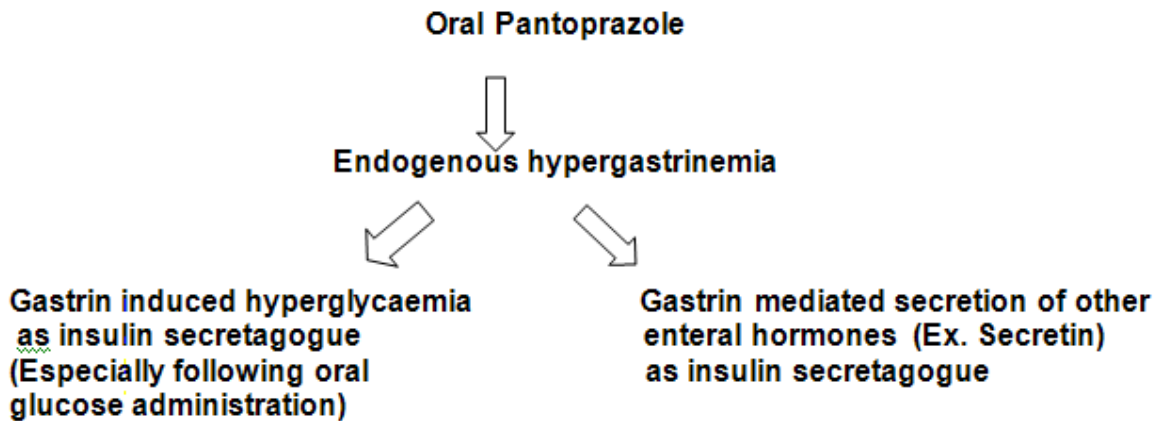 Oral Pantoprazole
Endogenous hypergastrinemia
Gastrin induced hyperglycaemia
as insulin secretagogue
(Especially following oral
glucose administration)
Gastrin mediated secretion of other
enteral hormones (Ex. Secretin)
as insulin secretagogue